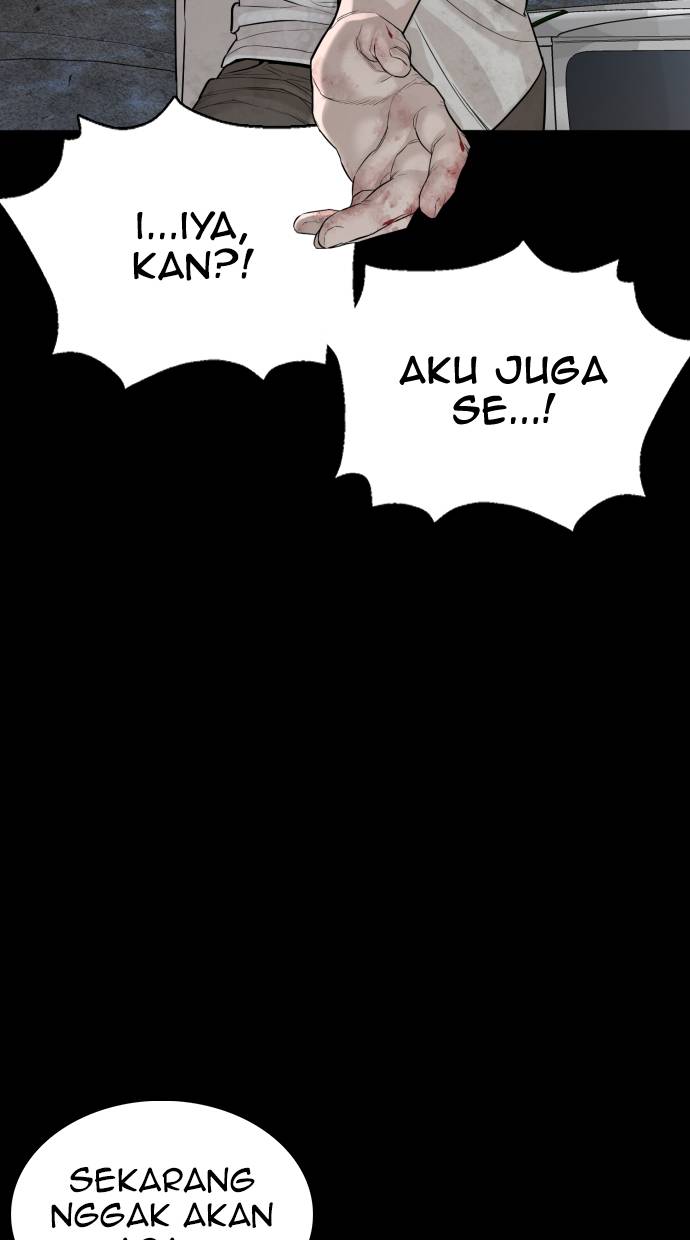 I...IYA,
KAN?!
AKU JUGA
SE...!
SEKARANG
NGGAK AKAN